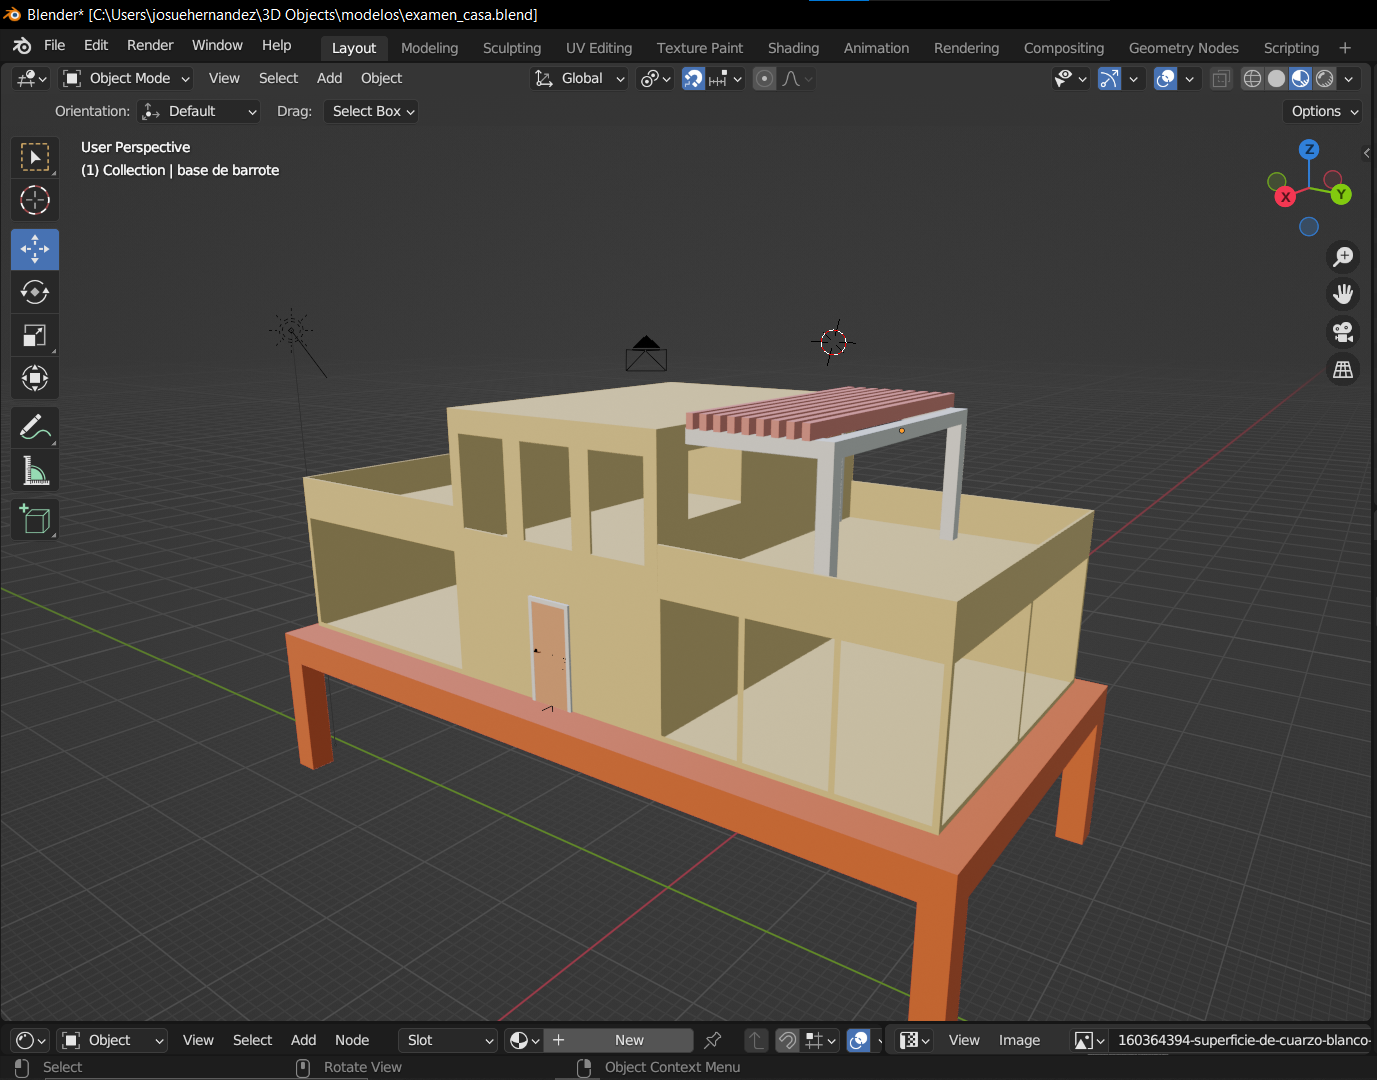 Blender* [C:\Users\josuehernandez\3D Objects\modelos\examen_casa.blend]
File Edit Render Window Help Layout Modeling Sculpting UV Editing Texture Paint Shading Animation Rendering Compositing Geometry Nodes Scripting +
Object Mode View Select Add Object Global
Orientation: Default Drag: Select Box Options
User Perspective
(1) Collection | base de barrote
Z
X Y
Object View Select Add Node Slot New View Image 160364394-superficie-de-cuarzo-blanco-
Select Rotate View Object Context Menu